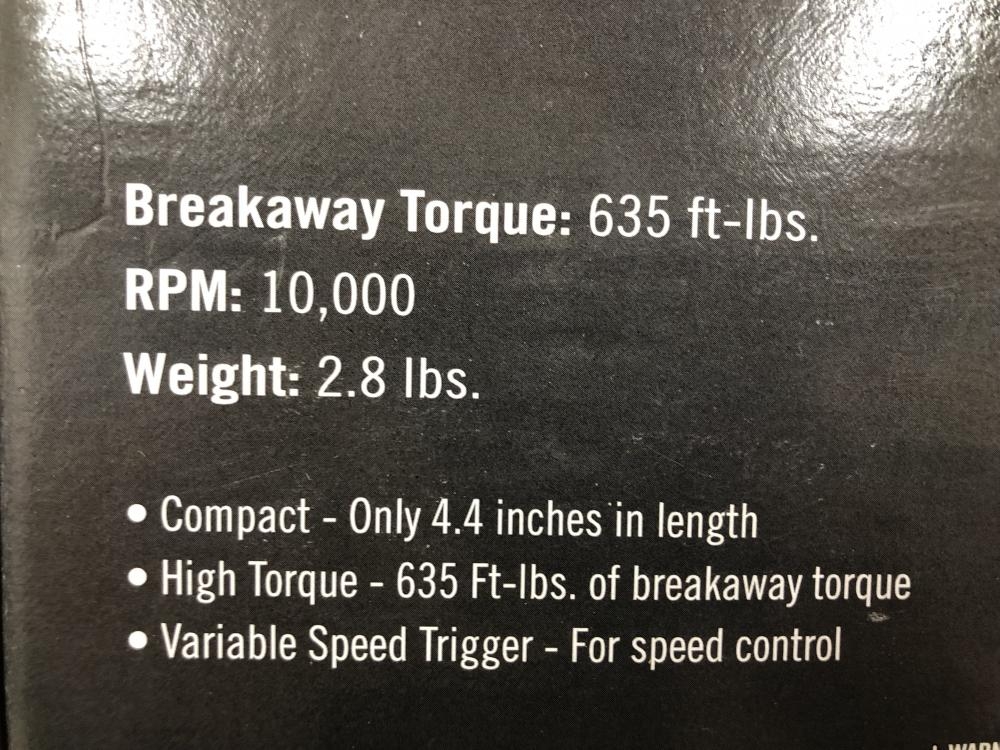 Breakaway Torque: 635 ft-lbs.
RPM: 10,000
Weight: 2.8 lbs.
• Compact - Only 4.4 inches in length
• High Torque - 635 Ft-lbs. of breakaway torque
• Variable Speed Trigger - For speed control